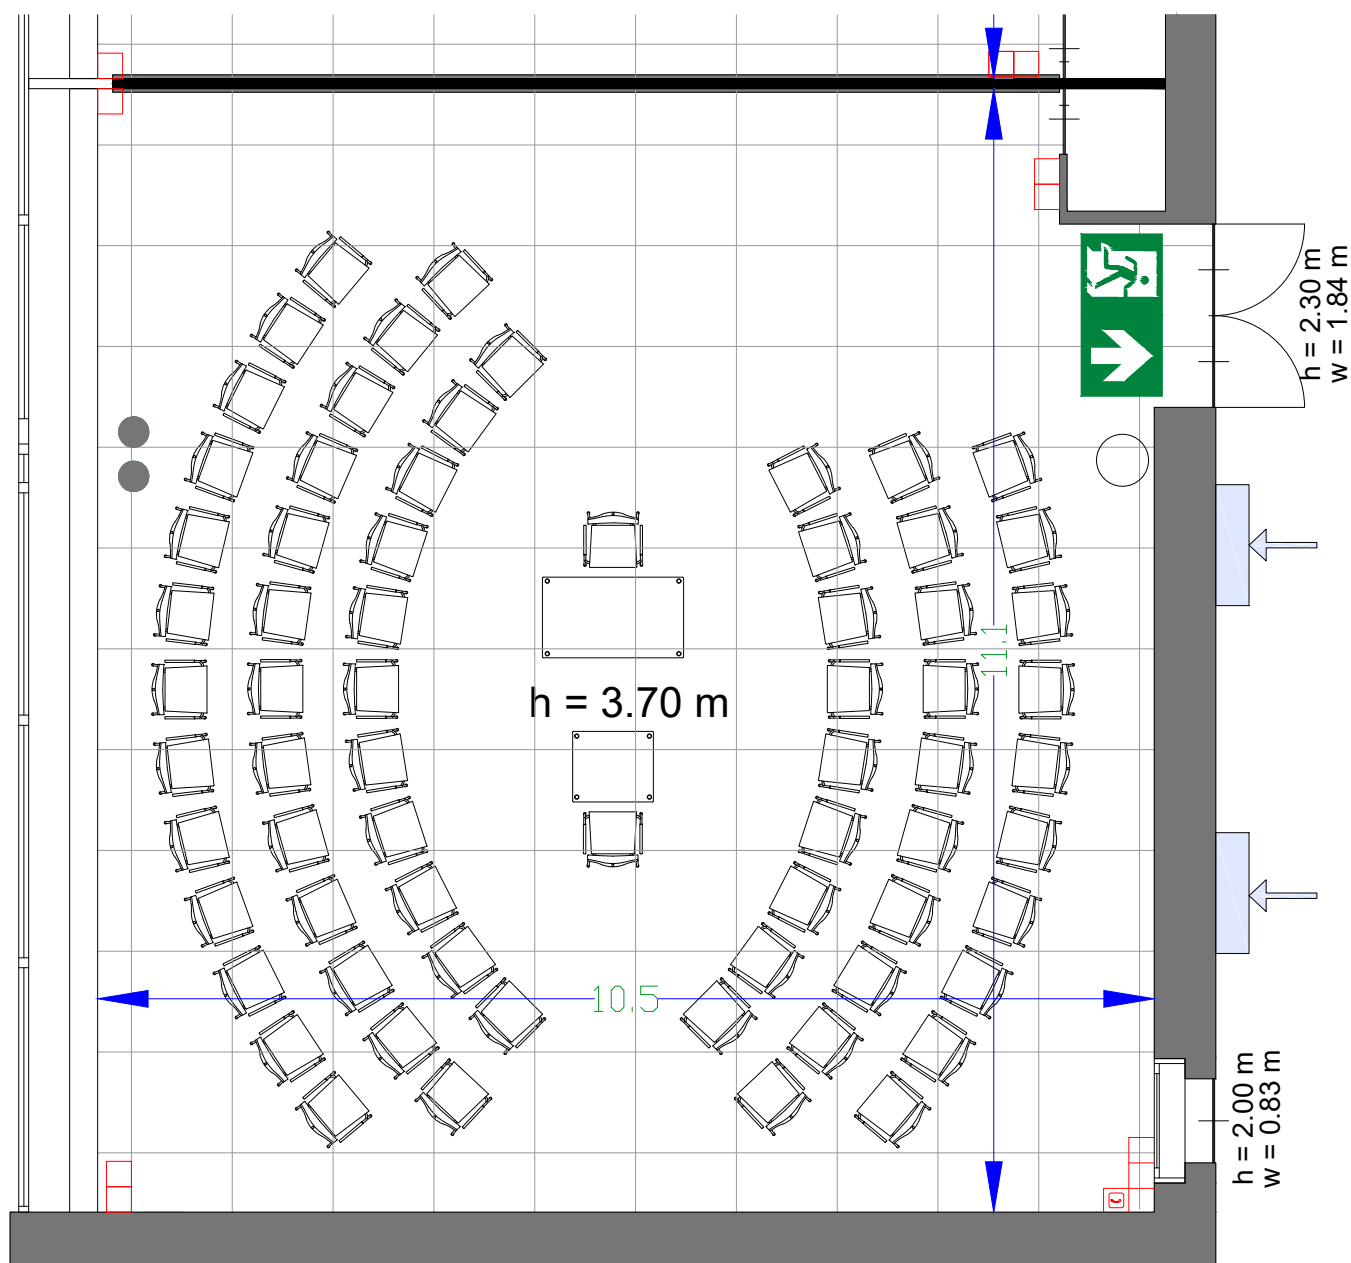 h = 2.30 m
w = 1.84 m
11.1
h = 3.70 m
10.5
h = 2.00 m
w = 0.83 m